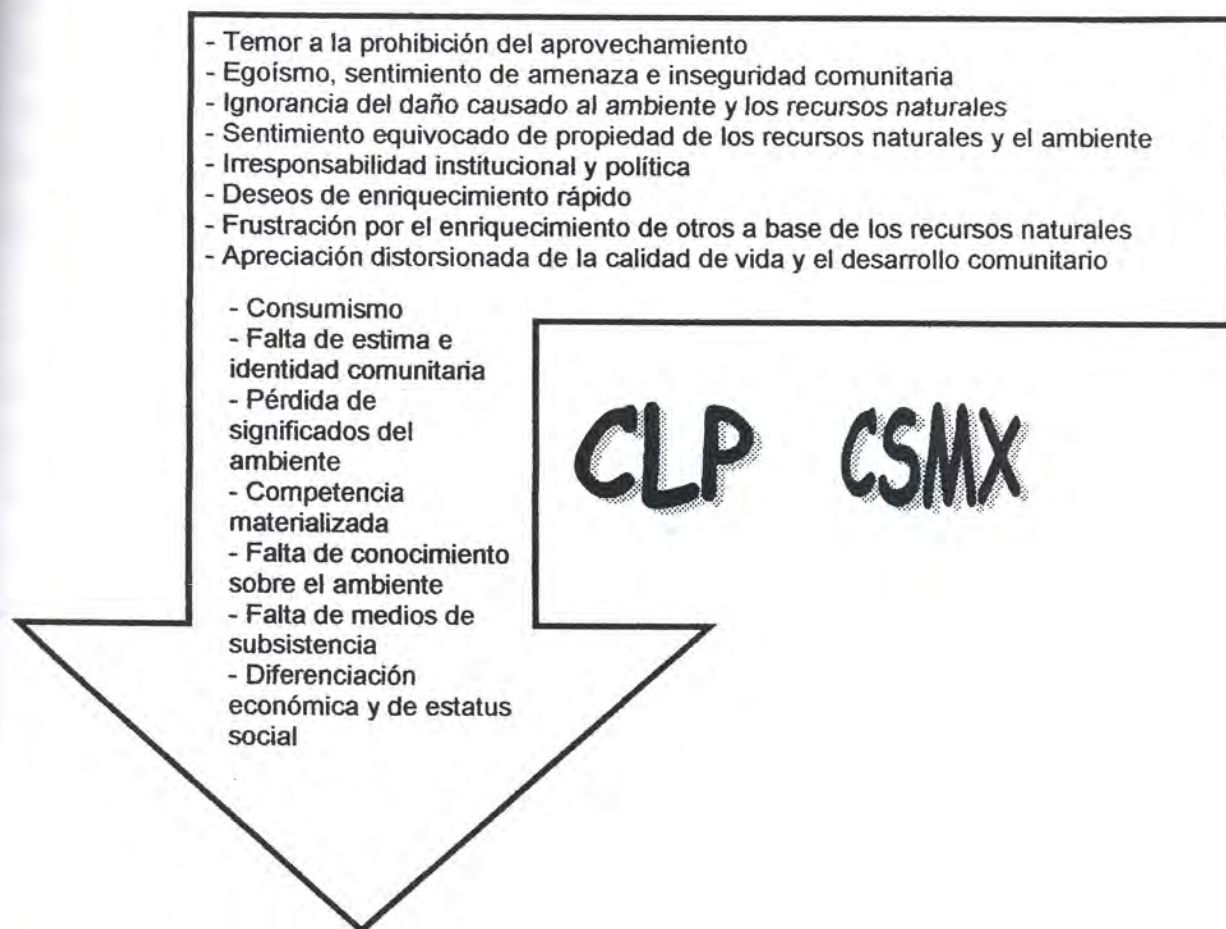 - Temor a la prohibición del aprovechamiento
- Egoísmo, sentimiento de amenaza e inseguridad comunitaria
- Ignorancia del daño causado al ambiente y los recursos naturales
- Sentimiento equivocado de propiedad de los recursos naturales y el ambiente
- Irresponsabilidad institucional y política
- Deseos de enriquecimiento rápido
- Frustración por el enriquecimiento de otros a base de los recursos naturales
- Apreciación distorsionada de la calidad de vida y el desarrollo comunitario
- Consumismo
- Falta de estima e
identidad comunitaria
- Pérdida de
significados del
ambiente
- Competencia
materializada
- Falta de conocimiento
sobre el ambiente
- Falta de medios de
subsistencia
- Diferenciación
económica y de estatus
social
CLP CSMX